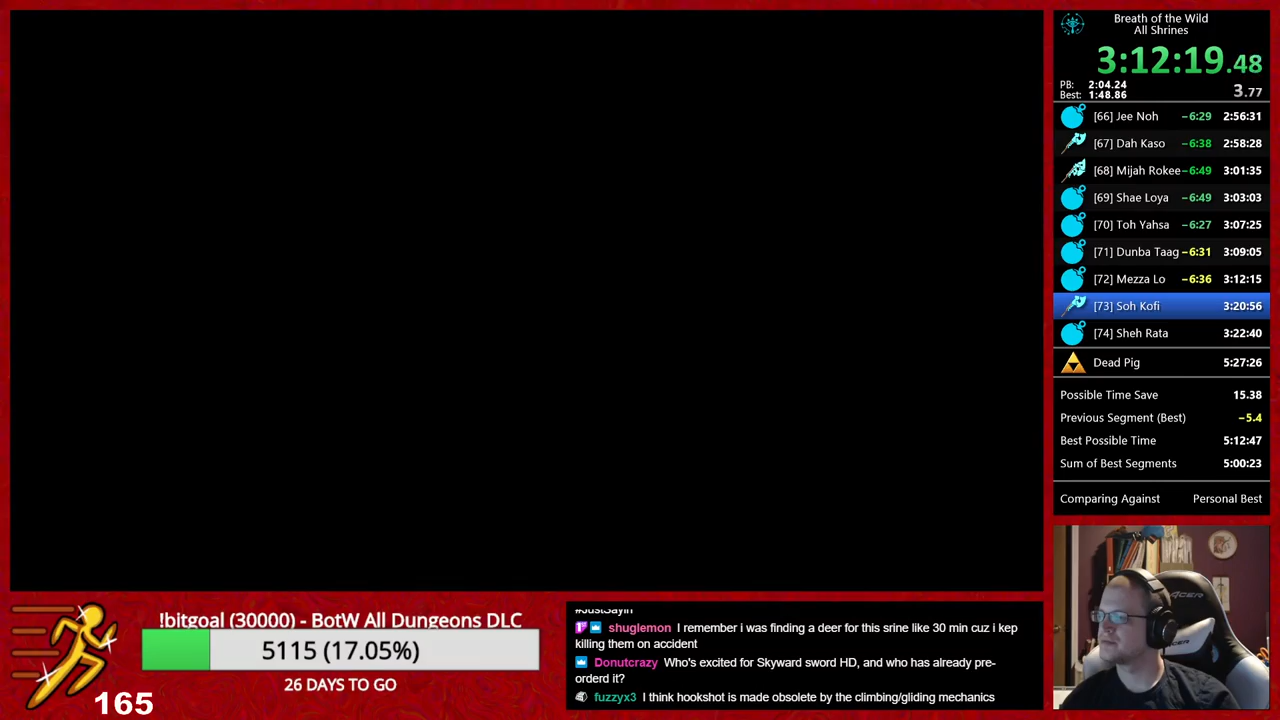 Breath of the Wild
All Shrines
3:12:19.48
PB: 2:04.24
Best: 1:48.86
3.77
[66] Jee Noh -6:29 2:56:31
[67] Dah Kaso -6:38 2:58:28
[68] Mijah Rokee -6:49 3:01:35
[69] Shae Loya -6:49 3:03:03
[70] Toh Yahsa -6:27 3:07:25
[71] Dunba Taag -6:31 3:09:05
[72] Mezza Lo -6:36 3:12:15
[73] Soh Kofi 3:20:56
[74] Sheh Rata 3:22:40
Dead Pig 5:27:26
Possible Time Save 15.38
Previous Segment (Best) -5.4
Best Possible Time 5:12:47
Sum of Best Segments 5:00:23
Comparing Against Personal Best
ACER
165
!bitgoal (30000) - BotW All Dungeons DLC
5115 (17.05%)
26 DAYS TO GO
#JustSayin
shuglemon I remember i was finding a deer for this srine like 30 min cuz i kep
killing them on accident
Donutcrazy Who's excited for Skyward sword HD, and who has already pre-
orderd it?
fuzzyx3 I think hookshot is made obsolete by the climbing/gliding mechanics